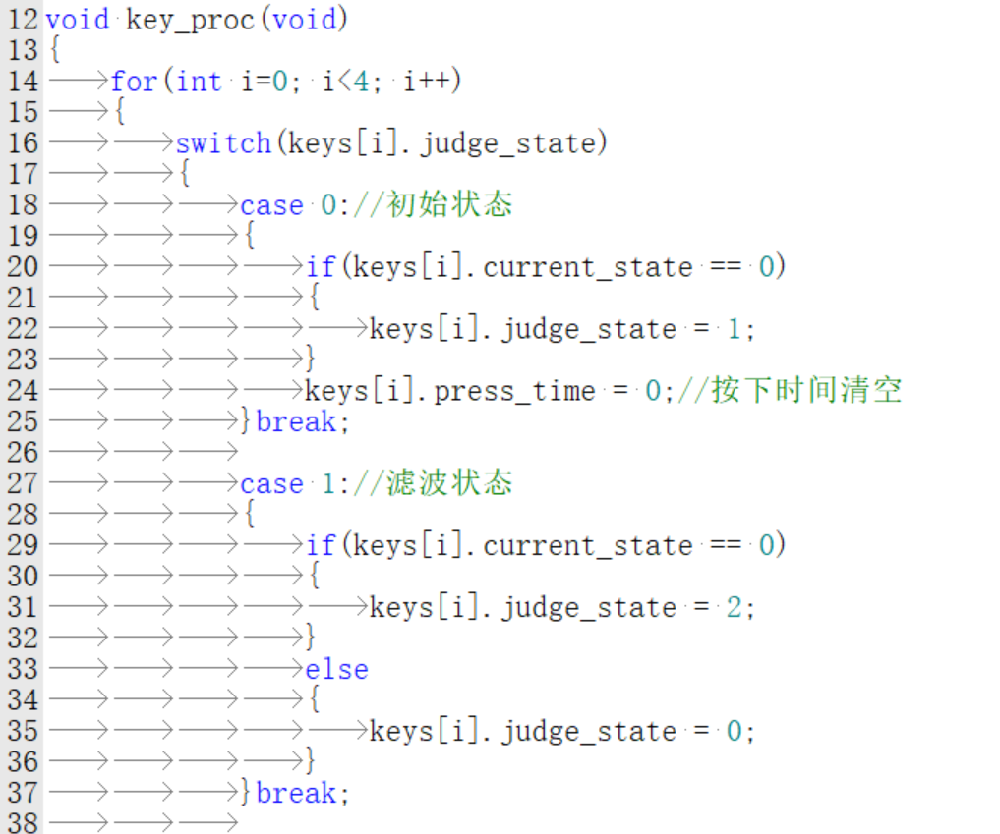 12 void key_proc(void)
13 {
14 for(int i=0; i<4; i++)
15 {
16 switch(keys[i].judge_state)
17 {
18 case 0://初始状态
19 {
20 if(keys[i].current_state == 0)
21 {
22 keys[i].judge_state = 1;
23 }
24 keys[i].press_time = 0;//按下时间清空
25 }break;
26
27 case 1://滤波状态
28 {
29 if(keys[i].current_state == 0)
30 {
31 keys[i].judge_state = 2;
32 }
33 else
34 {
35 keys[i].judge_state = 0;
36 }
37 }break;
38